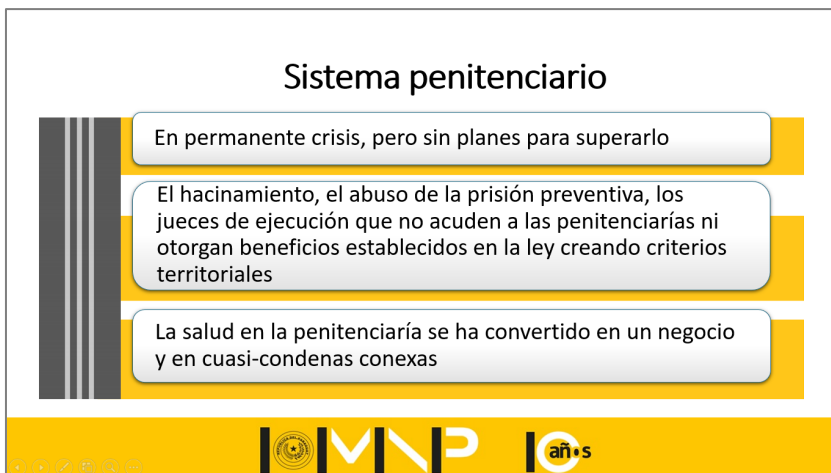 Sistema penitenciario
En permanente crisis, pero sin planes para superarlo
El hacinamiento, el abuso de la prisión preventiva, los
jueces de ejecución que no acuden a las penitenciarías ni
otorgan beneficios establecidos en la ley creando criterios
territoriales
La salud en la penitenciaría se ha convertido en un negocio
y en cuasi-condenas conexas
MNP
10 años